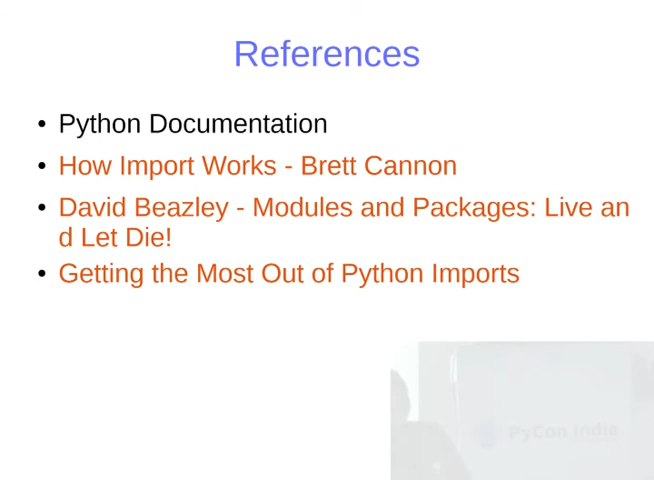 References
• Python Documentation
• How Import Works - Brett Cannon
• David Beazley - Modules and Packages: Live an
d Let Die!
• Getting the Most Out of Python Imports
PyCon India